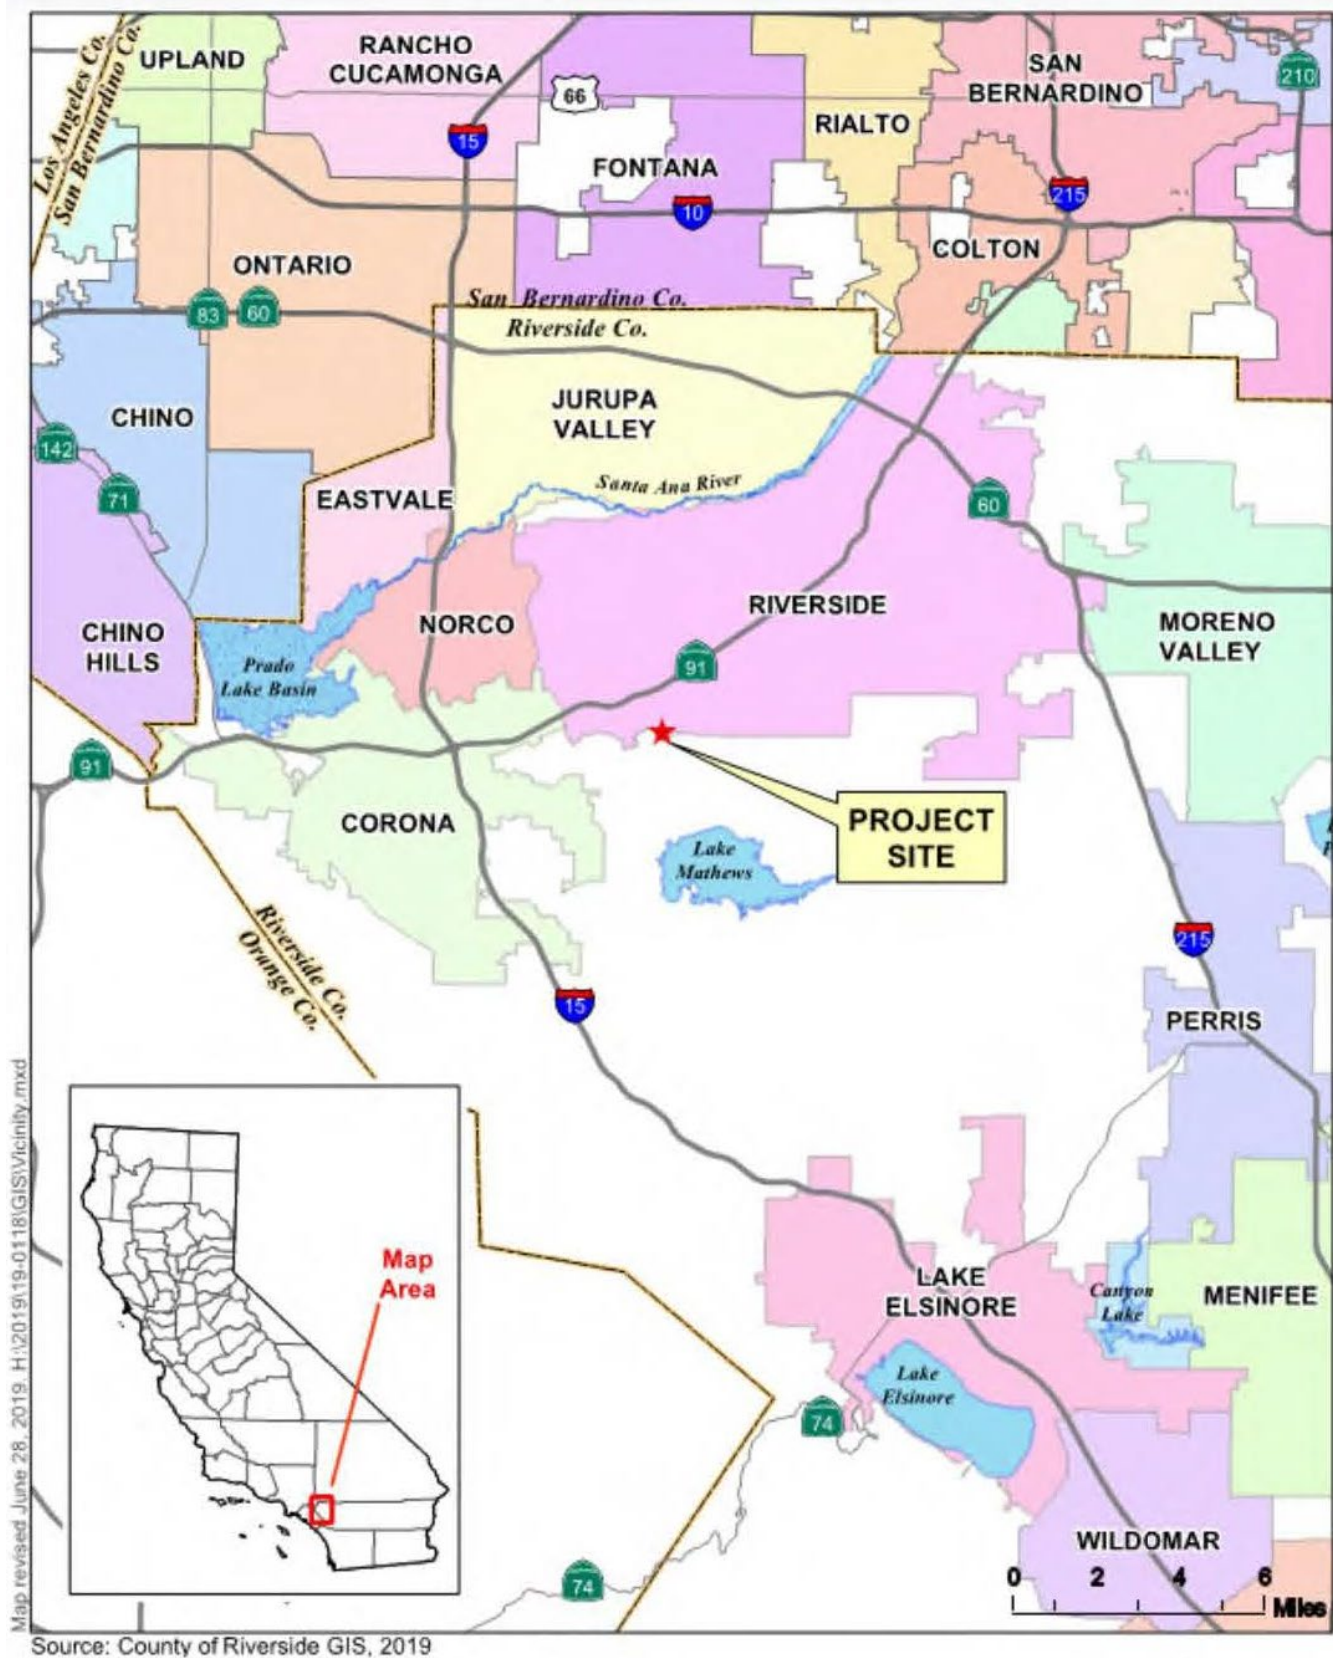 Los Angeles Co.
San Bernardino Co.
UPLAND
RANCHO
CUCAMONGA
66
15
FONTANA
10
RIALTO
SAN
BERNARDINO
210
215
COLTON
ONTARIO
83
60
San Bernardino Co.
Riverside Co.
JURUPA
VALLEY
CHINO
142
71
EASTVALE
Santa Ana River
60
CHINO
HILLS
NORCO
RIVERSIDE
MORENO
VALLEY
Prado
Lake Basin
91
91
CORONA
PROJECT
SITE
Lake
Mathews
Riverside Co.
Orange Co.
15
215
PERRIS
Map
Area
LAKE
ELSINORE
Canyon
Lake
MENIFEE
Lake
Elsinore
74
74
WILDOMAR
0 2 4 6
Miles
Map revised June 28, 2019. H:\2019\19-0118\GIS\Vicinity.mxd
Source: County of Riverside GIS, 2019